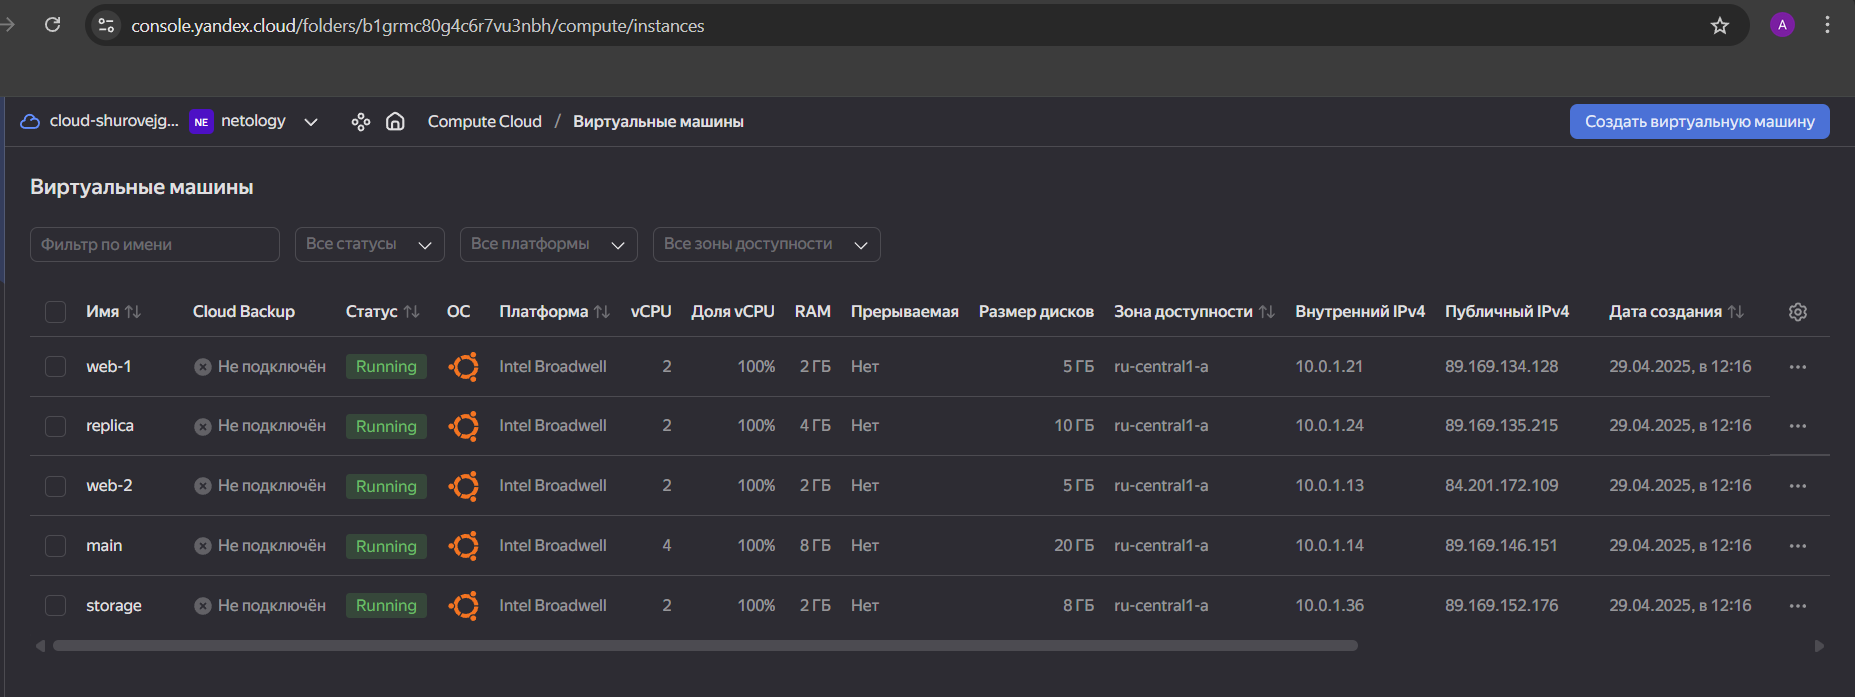 console.yandex.cloud/folders/b1grmc80g4c6r7vu3nbh/compute/instances A
cloud-shurovejg... NE netology Compute Cloud / Виртуальные машины Создать виртуальную машину
Виртуальные машины
Фильтр по имени Все статусы Все платформы Все зоны доступности
Имя Cloud Backup Статус ОС Платформа vCPU Доля vCPU RAM Прерываемая Размер дисков Зона доступности Внутренний IPv4 Публичный IPv4 Дата создания
web-1 Не подключён Running Intel Broadwell 2 100% 2 ГБ Нет 5 ГБ ru-central1-a 10.0.1.21 89.169.134.128 29.04.2025, в 12:16
replica Не подключён Running Intel Broadwell 2 100% 4 ГБ Нет 10 ГБ ru-central1-a 10.0.1.24 89.169.135.215 29.04.2025, в 12:16
web-2 Не подключён Running Intel Broadwell 2 100% 2 ГБ Нет 5 ГБ ru-central1-a 10.0.1.13 84.201.172.109 29.04.2025, в 12:16
main Не подключён Running Intel Broadwell 4 100% 8 ГБ Нет 20 ГБ ru-central1-a 10.0.1.14 89.169.146.151 29.04.2025, в 12:16
storage Не подключён Running Intel Broadwell 2 100% 2 ГБ Нет 8 ГБ ru-central1-a 10.0.1.36 89.169.152.176 29.04.2025, в 12:16